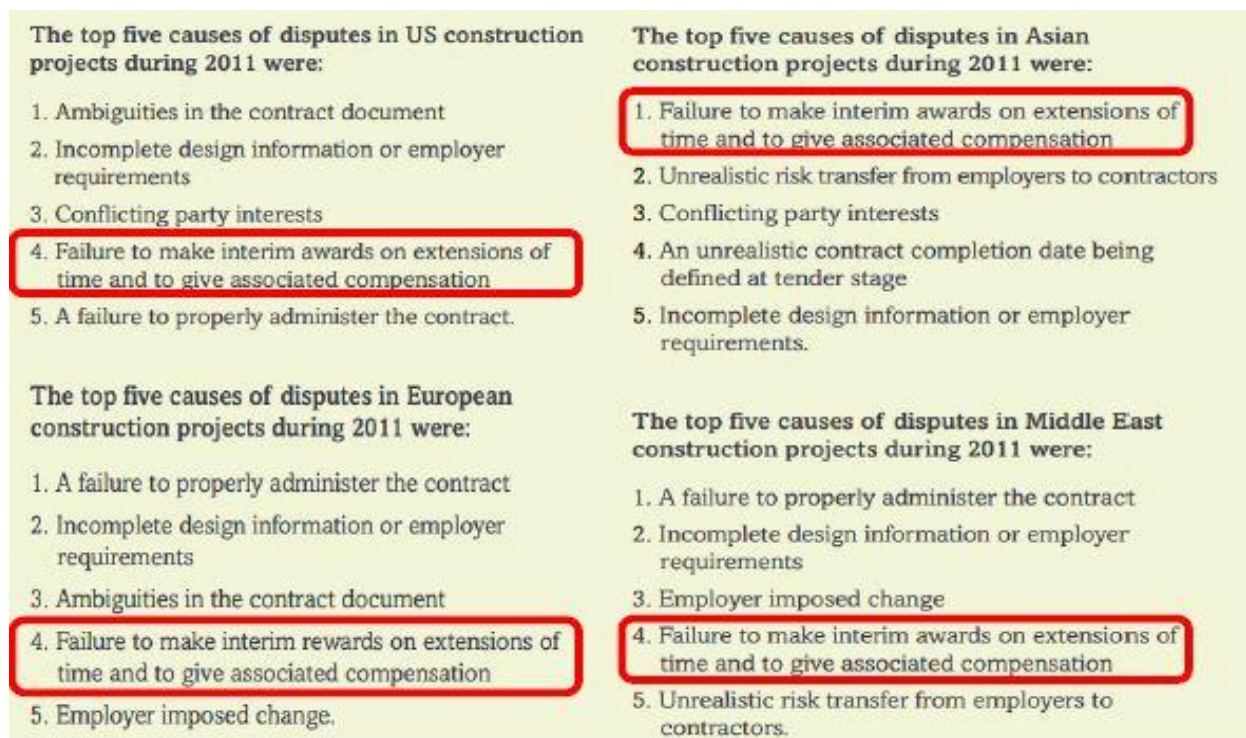 The top five causes of disputes in US construction
projects during 2011 were:
1. Ambiguities in the contract document
2. Incomplete design information or employer
requirements
3. Conflicting party interests
4. Failure to make interim awards on extensions of
time and to give associated compensation
5. A failure to properly administer the contract.
The top five causes of disputes in European
construction projects during 2011 were:
1. A failure to properly administer the contract
2. Incomplete design information or employer
requirements
3. Ambiguities in the contract document
4. Failure to make interim rewards on extensions of
time and to give associated compensation
5. Employer imposed change.
The top five causes of disputes in Asian
construction projects during 2011 were:
1. Failure to make interim awards on extensions of
time and to give associated compensation
2. Unrealistic risk transfer from employers to contractors
3. Conflicting party interests
4. An unrealistic contract completion date being
defined at tender stage
5. Incomplete design information or employer
requirements.
The top five causes of disputes in Middle East
construction projects during 2011 were:
1. A failure to properly administer the contract
2. Incomplete design information or employer
requirements
3. Employer imposed change
4. Failure to make interim awards on extensions of
time and to give associated compensation
5. Unrealistic risk transfer from employers to
contractors.